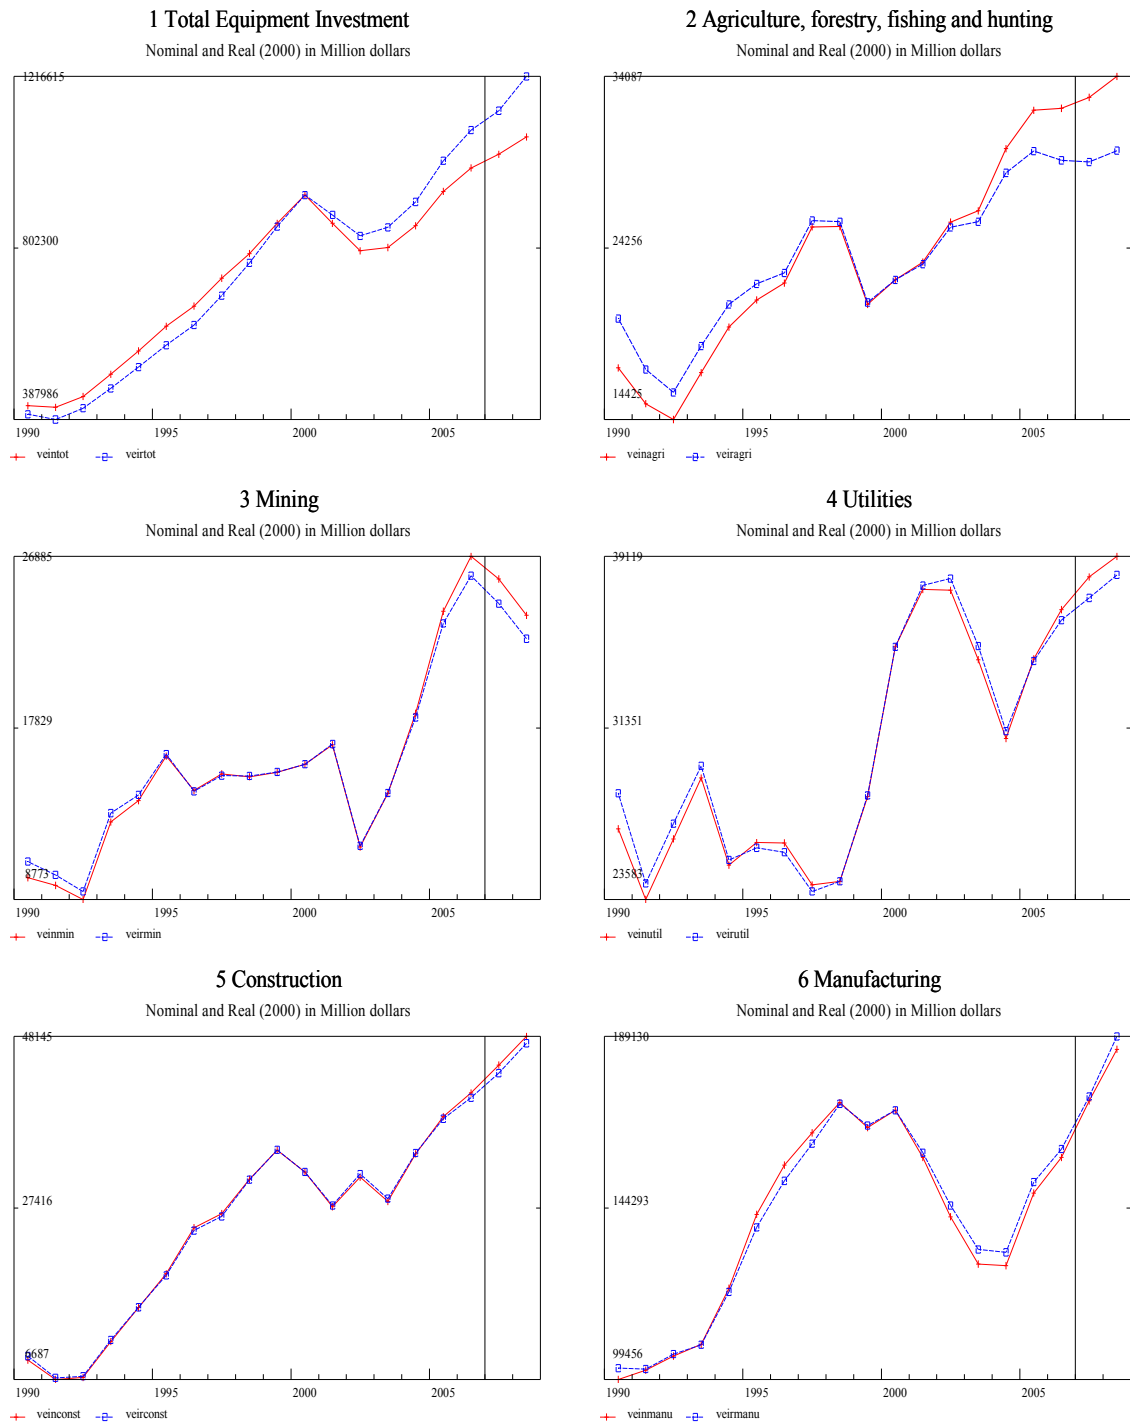 1 Total Equipment Investment
Nominal and Real (2000) in Million dollars
1216615
802300
387986
1990 1995 2000 2005
veintot veirtot
2 Agriculture, forestry, fishing and hunting
Nominal and Real (2000) in Million dollars
34087
24256
14425
1990 1995 2000 2005
veinagri veiragri
3 Mining
Nominal and Real (2000) in Million dollars
26885
17829
8773
1990 1995 2000 2005
veinmin veirmin
4 Utilities
Nominal and Real (2000) in Million dollars
39119
31351
23583
1990 1995 2000 2005
veinutil veirutil
5 Construction
Nominal and Real (2000) in Million dollars
48145
27416
6687
1990 1995 2000 2005
veinconst veirconst
6 Manufacturing
Nominal and Real (2000) in Million dollars
189130
144293
99456
1990 1995 2000 2005
veinmanu veirmanu